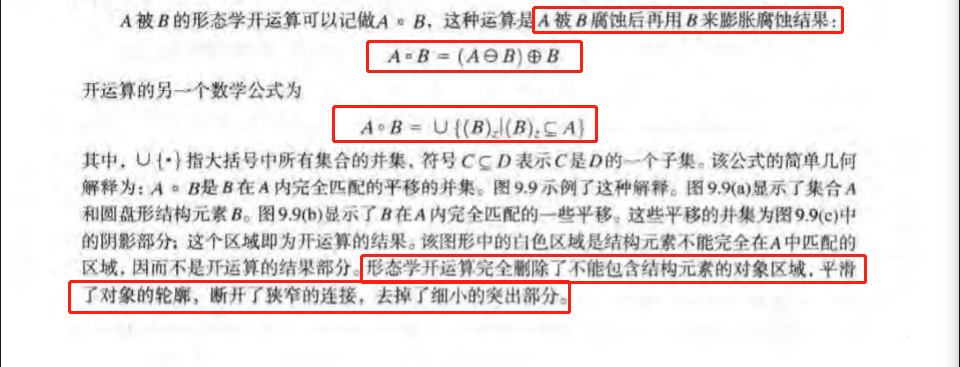 A 被 B 的形态学开运算可以记做 A ∘ B，这种运算是 A 被 B 腐蚀后再用 B 来膨胀腐蚀结果：
A∘B = (A⊖B)⊕B
开运算的另一个数学公式为
A∘B = ∪{(B)z|(B)z⊆A}
其中，∪{·}指大括号中所有集合的并集，符号 C⊆D 表示 C 是 D 的一个子集。该公式的简单几何
解释为：A ∘ B 是 B 在 A 内完全匹配的平移的并集。图 9.9 示例了这种解释。图 9.9(a)显示了集合 A
和圆盘形结构元素 B。图 9.9(b)显示了 B 在 A 内完全匹配的一些平移。这些平移的并集为图 9.9(c)中
的阴影部分；这个区域即为开运算的结果。该图形中的白色区域是结构元素不能完全在 A 中匹配的
区域，因而不是开运算的结果部分。形态学开运算完全删除了不能包含结构元素的对象区域，平滑
了对象的轮廓，断开了狭窄的连接，去掉了细小的突出部分。